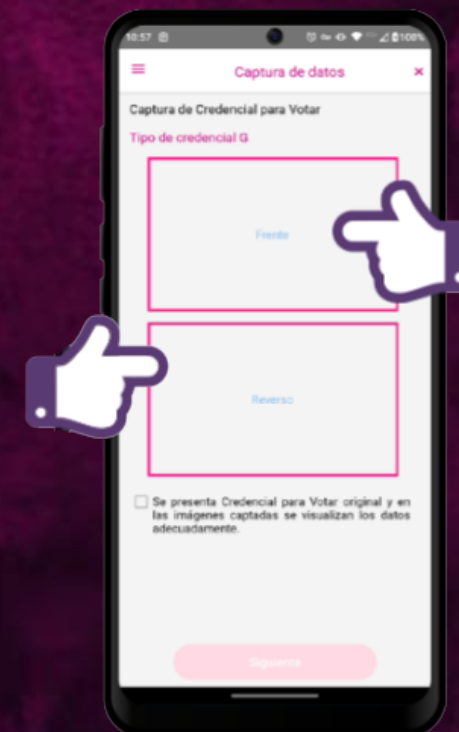 10:57
100%
Captura de datos
Captura de Credencial para Votar
Tipo de credencial G
Frente
Reverso
Se presenta Credencial para Votar original y en
las imágenes captadas se visualizan los datos
adecuadamente.
Siguiente